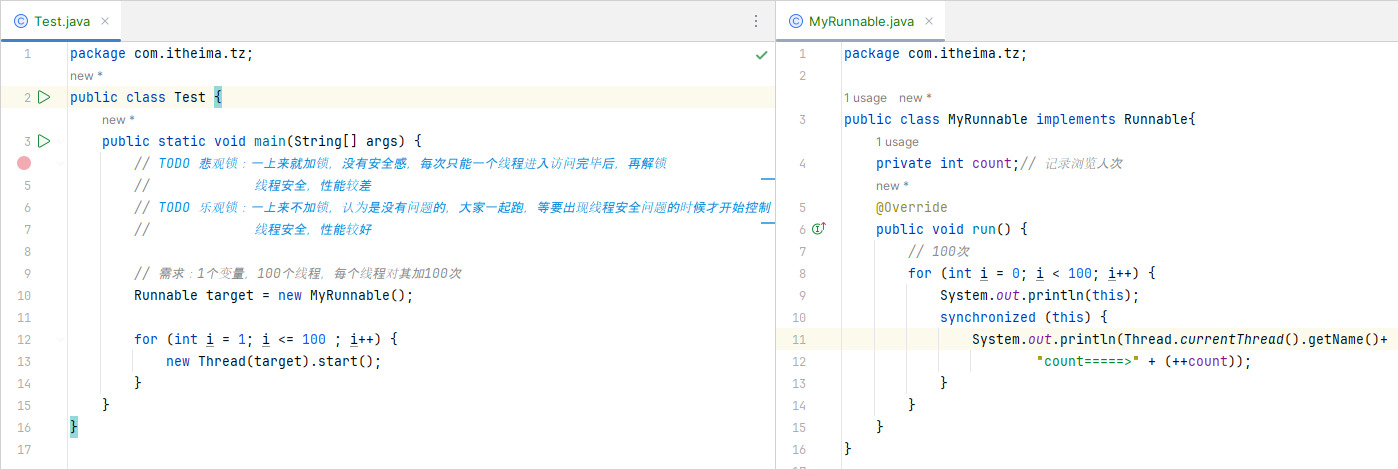 Test.java
package com.itheima.tz;
new *
public class Test {
new *
public static void main(String[] args) {
// TODO 悲观锁：一上来就加锁，没有安全感，每次只能一个线程进入访问完毕后，再解锁
// 线程安全，性能较差
// TODO 乐观锁：一上来不加锁，认为是没有问题的，大家一起跑，等要出现线程安全问题的时候才开始控制
// 线程安全，性能较好
// 需求：1个变量，100个线程，每个线程对其加100次
Runnable target = new MyRunnable();
for (int i = 1; i <= 100 ; i++) {
new Thread(target).start();
}
}
}
1
2
3
5
6
7
8
9
10
11
12
13
14
15
16
17
MyRunnable.java
package com.itheima.tz;
1 usage new *
public class MyRunnable implements Runnable{
1 usage
private int count;// 记录浏览人次
new *
@Override
public void run() {
// 100次
for (int i = 0; i < 100; i++) {
System.out.println(this);
synchronized (this) {
System.out.println(Thread.currentThread().getName()+
"count=====>" + (++count));
}
}
}
}
1
2
3
4
5
6
7
8
9
10
11
12
13
14
15
16